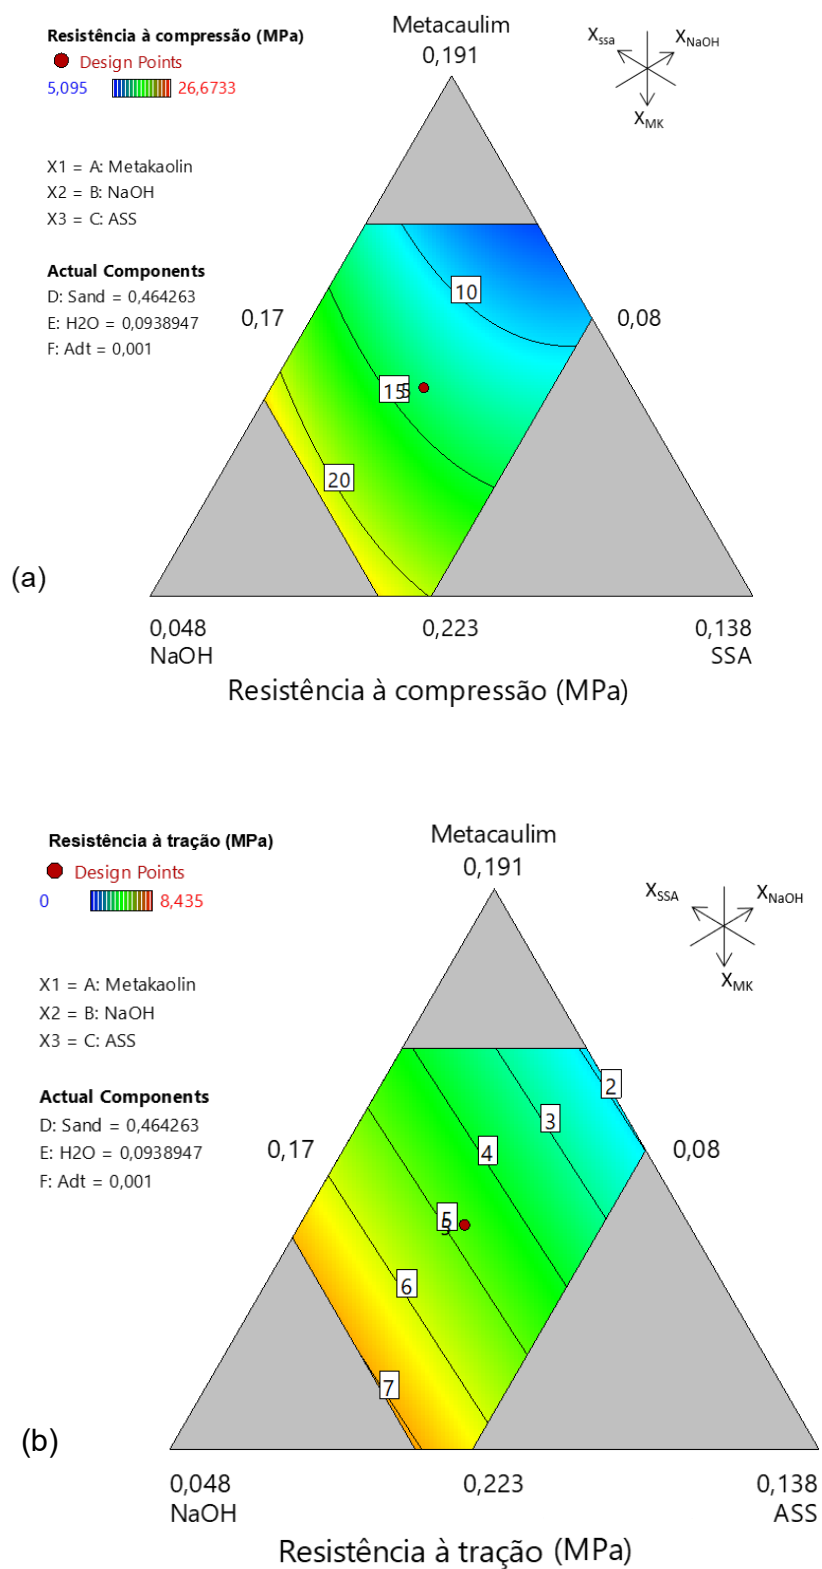 Metacaulim
0,191
Resistência à compressão (MPa)
Design Points
5,095 26,6733
Xssa XNaOH
XMK
X1 = A: Metakaolin
X2 = B: NaOH
X3 = C: ASS
Actual Components
D: Sand = 0,464263
E: H2O = 0,0938947
F: Adt = 0,001
0,17
0,08
10
15
20
(a)
0,048 0,223 0,138
NaOH SSA
Resistência à compressão (MPa)
Metacaulim
0,191
Resistência à tração (MPa)
Design Points
0 8,435
XSSA XNaOH
XMK
X1 = A: Metakaolin
X2 = B: NaOH
X3 = C: ASS
Actual Components
D: Sand = 0,464263
E: H2O = 0,0938947
F: Adt = 0,001
0,17
0,08
2
3
4
5
6
7
(b)
0,048 0,223 0,138
NaOH ASS
Resistência à tração (MPa)